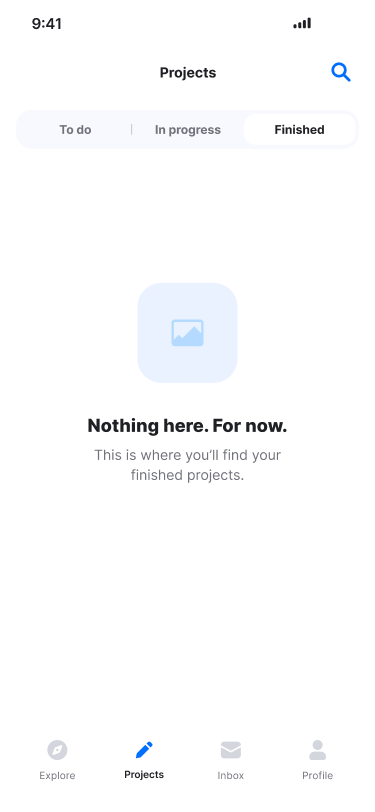 9:41
Projects
To do
In progress
Finished
Nothing here. For now.
This is where you’ll find your
finished projects.
Explore
Projects
Inbox
Profile